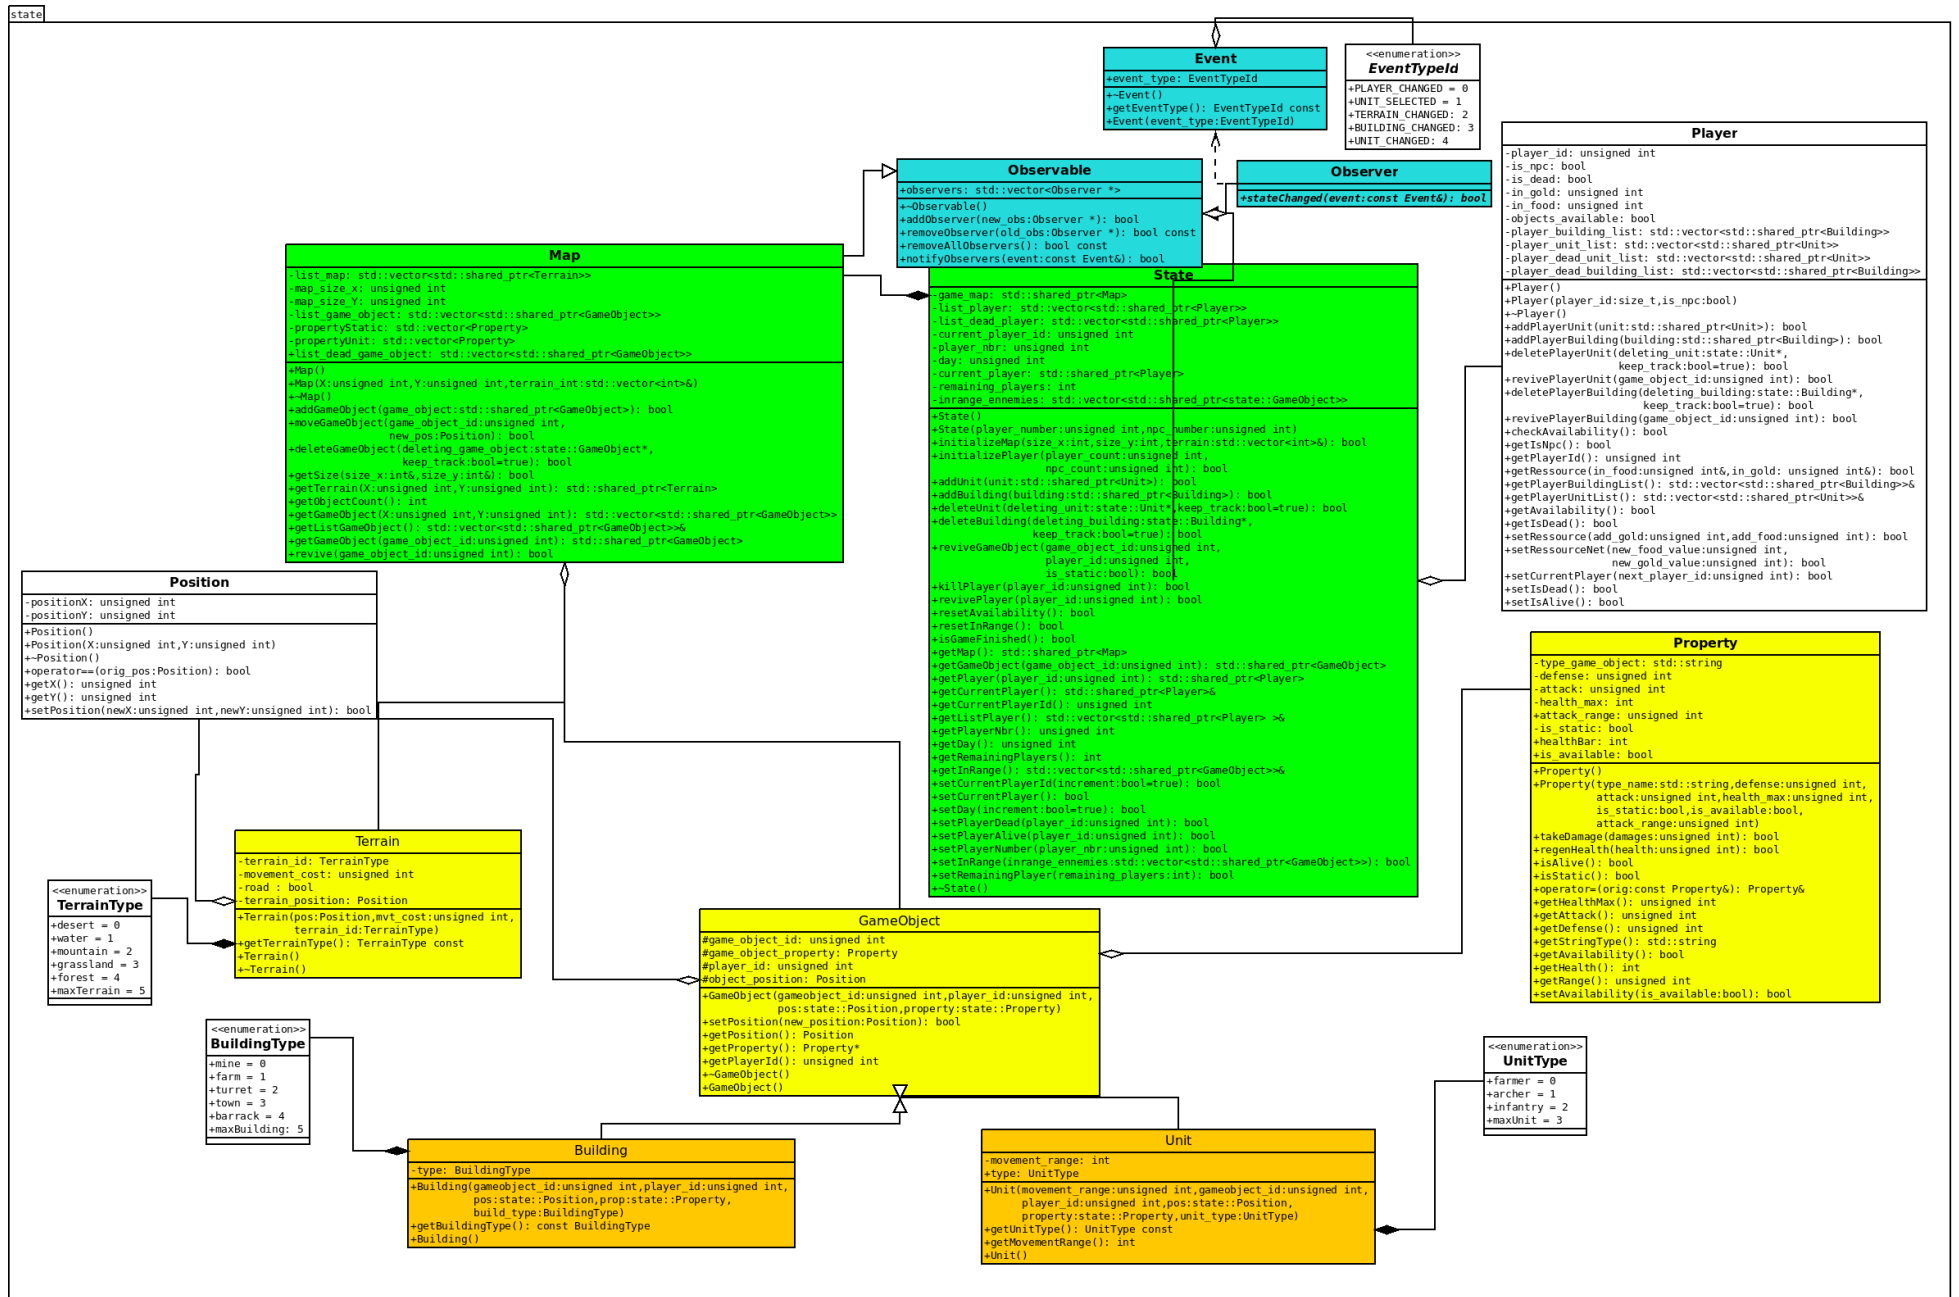 state
Event
+event_type: EventTypeId
+~Event()
+getEventType(): EventTypeId const
+Event(event_type:EventTypeId)
<<enumeration>>
EventTypeId
+PLAYER_CHANGED = 0
+UNIT_SELECTED = 1
+TERRAIN_CHANGED: 2
+BUILDING_CHANGED: 3
+UNIT_CHANGED: 4
Observable
+observers: std::vector<Observer *>
+~Observable()
+addObserver(new_obs:Observer *): bool
+removeObserver(old_obs:Observer *): bool const
+removeAllObservers(): bool const
+notifyObservers(event:const Event&): bool
Observer
+stateChanged(event:const Event&): bool
Player
-player_id: unsigned int
-is_npc: bool
-is_dead: bool
-in_gold: unsigned int
-in_food: unsigned int
-objects_available: bool
-player_building_list: std::vector<std::shared_ptr<Building>>
-player_unit_list: std::vector<std::shared_ptr<Unit>>
-player_dead_unit_list: std::vector<std::shared_ptr<Unit>>
-player_dead_building_list: std::vector<std::shared_ptr<Building>>
+Player()
+Player(player_id:size_t,is_npc:bool)
+~Player()
+addPlayerUnit(unit:std::shared_ptr<Unit>): bool
+addPlayerBuilding(building:std::shared_ptr<Building>): bool
+deletePlayerUnit(deleting_unit:state::Unit*,
keep_track:bool=true): bool
+revivePlayerUnit(game_object_id:unsigned int): bool
+deletePlayerBuilding(deleting_building:state::Building*,
keep_track:bool=true): bool
+revivePlayerBuilding(game_object_id:unsigned int): bool
+checkAvailability(): bool
+getIsNpc(): bool
+getPlayerId(): unsigned int
+getRessource(in_food:unsigned int&,in_gold: unsigned int&): bool
+getPlayerBuildingList(): std::vector<std::shared_ptr<Building>>&
+getPlayerUnitList(): std::vector<std::shared_ptr<Unit>>&
+getAvailability(): bool
+getIsDead(): bool
+setRessource(add_gold:unsigned int,add_food:unsigned int): bool
+setRessourceNet(new_food_value:unsigned int,
new_gold_value:unsigned int): bool
+setCurrentPlayer(next_player_id:unsigned int): bool
+setIsDead(): bool
+setIsAlive(): bool
Map
-list_map: std::vector<std::shared_ptr<Terrain>>
-map_size_x: unsigned int
-map_size_Y: unsigned int
-list_game_object: std::vector<std::shared_ptr<GameObject>>
-propertyStatic: std::vector<Property>
-propertyUnit: std::vector<Property>
+list_dead_game_object: std::vector<std::shared_ptr<GameObject>>
+Map()
+Map(X:unsigned int,Y:unsigned int,terrain_int:std::vector<int>&)
+~Map()
+addGameObject(game_object:std::shared_ptr<GameObject>): bool
+moveGameObject(game_object_id:unsigned int,
new_pos:Position): bool
+deleteGameObject(deleting_game_object:state::GameObject*,
keep_track:bool=true): bool
+getSize(size_x:int&,size_y:int&): bool
+getTerrain(X:unsigned int,Y:unsigned int): std::shared_ptr<Terrain>
+getObjectCount(): int
+getGameObject(X:unsigned int,Y:unsigned int): std::vector<std::shared_ptr<GameObject>>
+getListGameObject(): std::vector<std::shared_ptr<GameObject>>&
+getGameObject(game_object_id:unsigned int): std::shared_ptr<GameObject>
+revive(game_object_id:unsigned int): bool
State
-game_map: std::shared_ptr<Map>
-list_player: std::vector<std::shared_ptr<Player>>
-list_dead_player: std::vector<std::shared_ptr<Player>>
-current_player_id: unsigned int
-player_nbr: unsigned int
-day: unsigned int
-current_player: std::shared_ptr<Player>
-remaining_players: int
-inrange_ennemies: std::vector<std::shared_ptr<state::GameObject>>
+State()
+State(player_number:unsigned int,npc_number:unsigned int)
+initializeMap(size_x:int,size_y:int,terrain:std::vector<int>&): bool
+initializePlayer(player_count:unsigned int,
npc_count:unsigned int): bool
+addUnit(unit:std::shared_ptr<Unit>): bool
+addBuilding(building:std::shared_ptr<Building>): bool
+deleteUnit(deleting_unit:state::Unit*,keep_track:bool=true): bool
+deleteBuilding(deleting_building:state::Building*,
keep_track:bool=true): bool
+reviveGameObject(game_object_id:unsigned int,
player_id:unsigned int,
is_static:bool): bool
+killPlayer(player_id:unsigned int): bool
+revivePlayer(player_id:unsigned int): bool
+resetAvailability(): bool
+resetInRange(): bool
+isGameFinished(): bool
+getMap(): std::shared_ptr<Map>
+getGameObject(game_object_id:unsigned int): std::shared_ptr<GameObject>
+getPlayer(player_id:unsigned int): std::shared_ptr<Player>
+getCurrentPlayer(): std::shared_ptr<Player>&
+getCurrentPlayerId(): unsigned int
+getListPlayer(): std::vector<std::shared_ptr<Player> >&
+getPlayerNbr(): unsigned int
+getDay(): unsigned int
+getRemainingPlayers(): int
+getInRange(): std::vector<std::shared_ptr<GameObject>>&
+setCurrentPlayerId(increment:bool=true): bool
+setCurrentPlayer(): bool
+setDay(increment:bool=true): bool
+setPlayerDead(player_id:unsigned int): bool
+setPlayerAlive(player_id:unsigned int): bool
+setPlayerNumber(player_nbr:unsigned int): bool
+setInRange(inrange_ennemies:std::vector<std::shared_ptr<GameObject>>): bool
+setRemainingPlayer(remaining_players:int): bool
+~State()
Position
-positionX: unsigned int
-positionY: unsigned int
+Position()
+Position(X:unsigned int,Y:unsigned int)
+~Position()
+operator==(orig_pos:Position): bool
+getX(): unsigned int
+getY(): unsigned int
+setPosition(newX:unsigned int,newY:unsigned int): bool
Property
-type_game_object: std::string
-defense: unsigned int
-attack: unsigned int
-health_max: int
+attack_range: unsigned int
-is_static: bool
+healthBar: int
+is_available: bool
+Property()
+Property(type_name:std::string,defense:unsigned int,
attack:unsigned int,health_max:unsigned int,
is_static:bool,is_available:bool,
attack_range:unsigned int)
+takeDamage(damages:unsigned int): bool
+regenHealth(health:unsigned int): bool
+isAlive(): bool
+isStatic(): bool
+operator=(orig:const Property&): Property&
+getHealthMax(): unsigned int
+getAttack(): unsigned int
+getDefense(): unsigned int
+getStringType(): std::string
+getAvailability(): bool
+getHealth(): int
+getRange(): unsigned int
+setAvailability(is_available:bool): bool
Terrain
-terrain_id: TerrainType
-movement_cost: unsigned int
-road : bool
-terrain_position: Position
+Terrain(pos:Position,mvt_cost:unsigned int,
terrain_id:TerrainType)
+getTerrainType(): TerrainType const
+Terrain()
+~Terrain()
<<enumeration>>
TerrainType
+desert = 0
+water = 1
+mountain = 2
+grassland = 3
+forest = 4
+maxTerrain = 5
GameObject
#game_object_id: unsigned int
#game_object_property: Property
#player_id: unsigned int
#object_position: Position
+GameObject(gameobject_id:unsigned int,player_id:unsigned int,
pos:state::Position,property:state::Property)
+setPosition(new_position:Position): bool
+getPosition(): Position
+getProperty(): Property*
+getPlayerId(): unsigned int
+~GameObject()
+GameObject()
<<enumeration>>
BuildingType
+mine = 0
+farm = 1
+turret = 2
+town = 3
+barrack = 4
+maxBuilding: 5
<<enumeration>>
UnitType
+farmer = 0
+archer = 1
+infantry = 2
+maxUnit = 3
Building
-type: BuildingType
+Building(gameobject_id:unsigned int,player_id:unsigned int,
pos:state::Position,prop:state::Property,
build_type:BuildingType)
+getBuildingType(): const BuildingType
+Building()
Unit
-movement_range: int
+type: UnitType
+Unit(movement_range:unsigned int,gameobject_id:unsigned int,
player_id:unsigned int,pos:state::Position,
property:state::Property,unit_type:UnitType)
+getUnitType(): UnitType const
+getMovementRange(): int
+Unit()